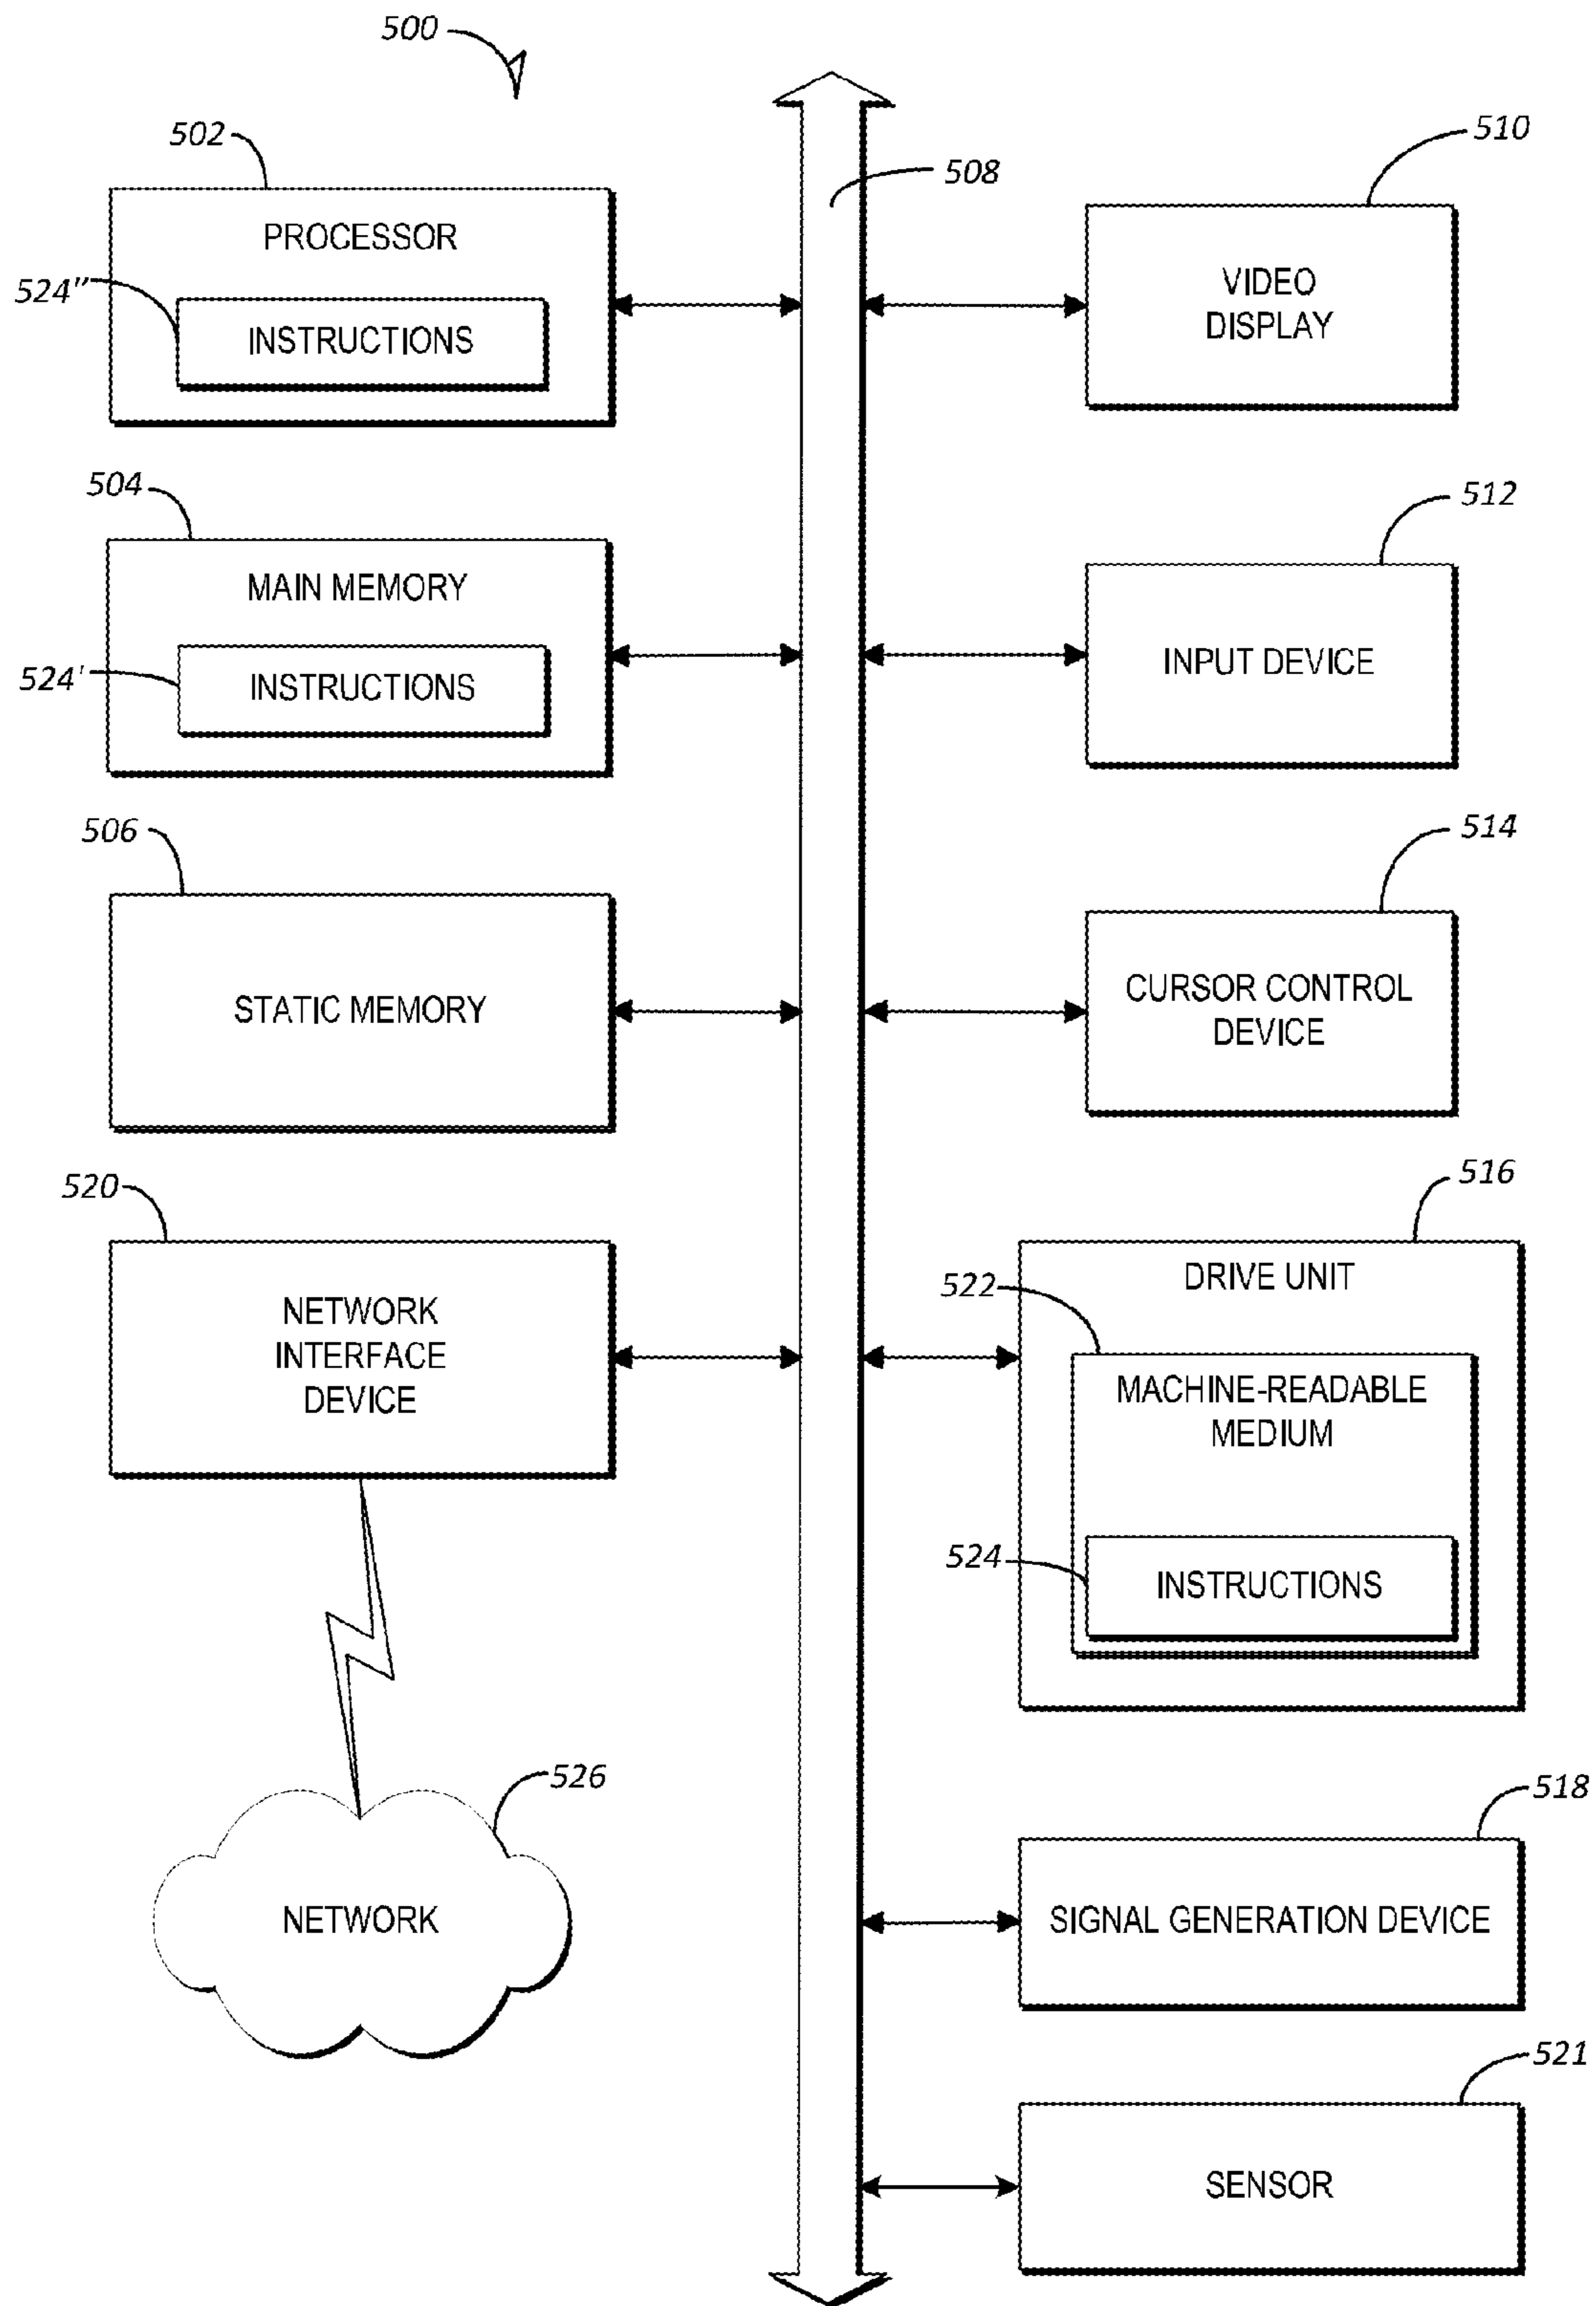 500
502
PROCESSOR
524''
INSTRUCTIONS
504
MAIN MEMORY
524'
INSTRUCTIONS
506
STATIC MEMORY
520
NETWORK
INTERFACE
DEVICE
526
NETWORK
508
510
VIDEO
DISPLAY
512
INPUT DEVICE
514
CURSOR CONTROL
DEVICE
516
DRIVE UNIT
522
MACHINE-READABLE
MEDIUM
524
INSTRUCTIONS
518
SIGNAL GENERATION DEVICE
521
SENSOR